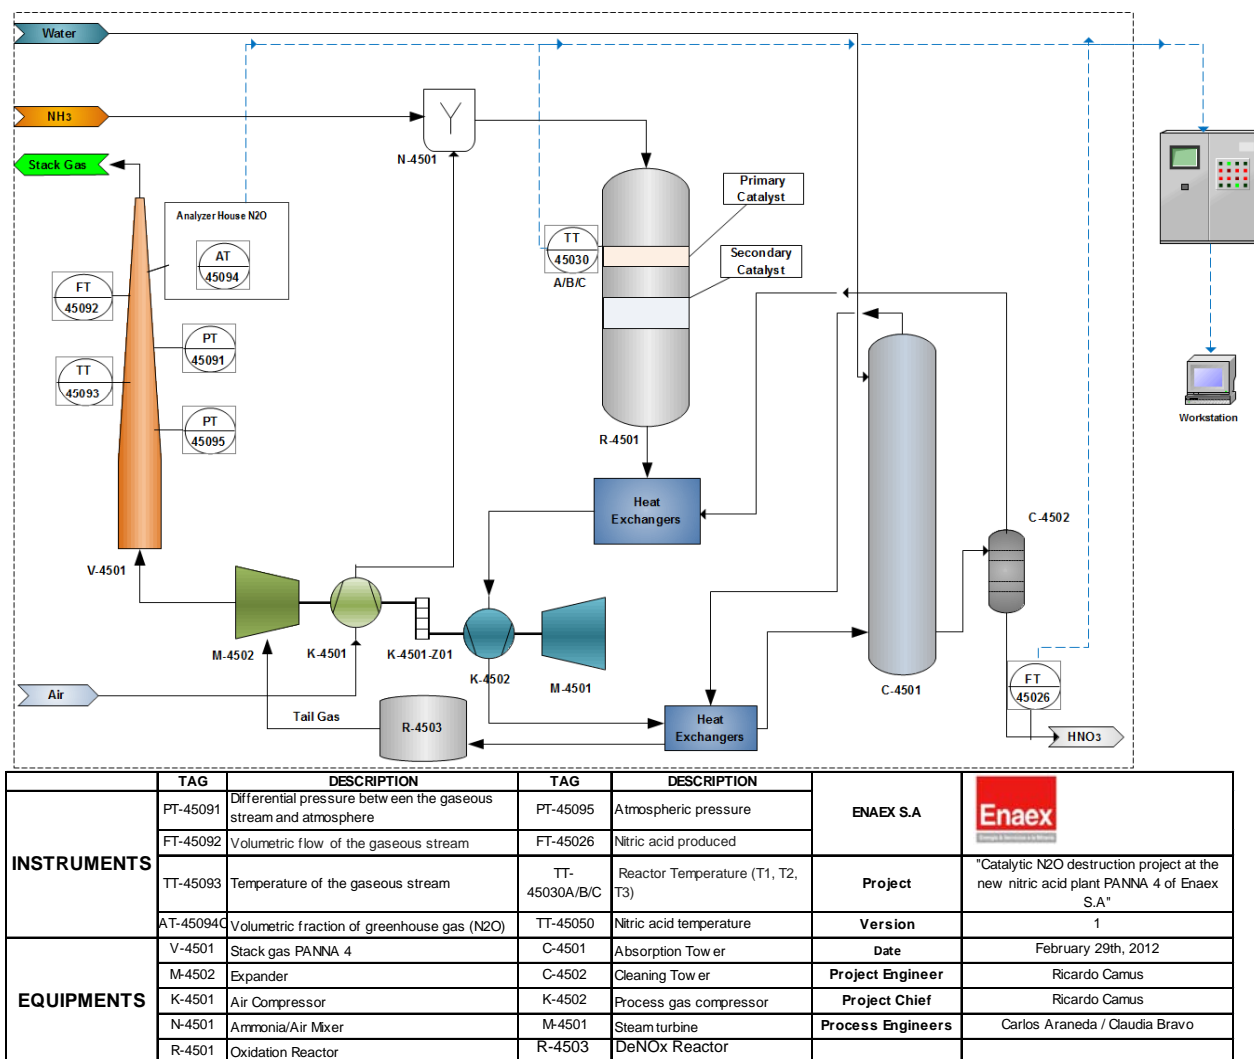 Water
NH3
N-4501
Stack Gas
Analyzer House N2O
AT
45094
FT
45092
PT
45091
TT
45093
PT
45095
V-4501
TT
45030
A/B/C
Primary
Catalyst
Secondary
Catalyst
R-4501
Heat
Exchangers
C-4502
Workstation
M-4502
K-4501
K-4501-Z01
K-4502
M-4501
C-4501
FT
45026
Air
Tail Gas
R-4503
Heat
Exchangers
HNO3
TAG DESCRIPTION TAG DESCRIPTION
INSTRUMENTS
PT-45091 Differential pressure between the gaseous
stream and atmosphere
PT-45095 Atmospheric pressure
ENAEX S.A
Enaex
FT-45092 Volumetric flow of the gaseous stream FT-45026 Nitric acid produced
TT-45093 Temperature of the gaseous stream
TT-
45030A/B/C
Reactor Temperature (T1, T2,
T3)
Project
"Catalytic N2O destruction project at the
new nitric acid plant PANNA 4 of Enaex
S.A"
AT-45094C Volumetric fraction of greenhouse gas (N2O) TT-45050 Nitric acid temperature Version 1
EQUIPMENTS
V-4501 Stack gas PANNA 4 C-4501 Absorption Tower Date February 29th, 2012
M-4502 Expander C-4502 Cleaning Tower Project Engineer Ricardo Camus
K-4501 Air Compressor K-4502 Process gas compressor Project Chief Ricardo Camus
N-4501 Ammonia/Air Mixer M-4501 Steam turbine Process Engineers Carlos Araneda / Claudia Bravo
R-4501 Oxidation Reactor R-4503 DeNOx Reactor